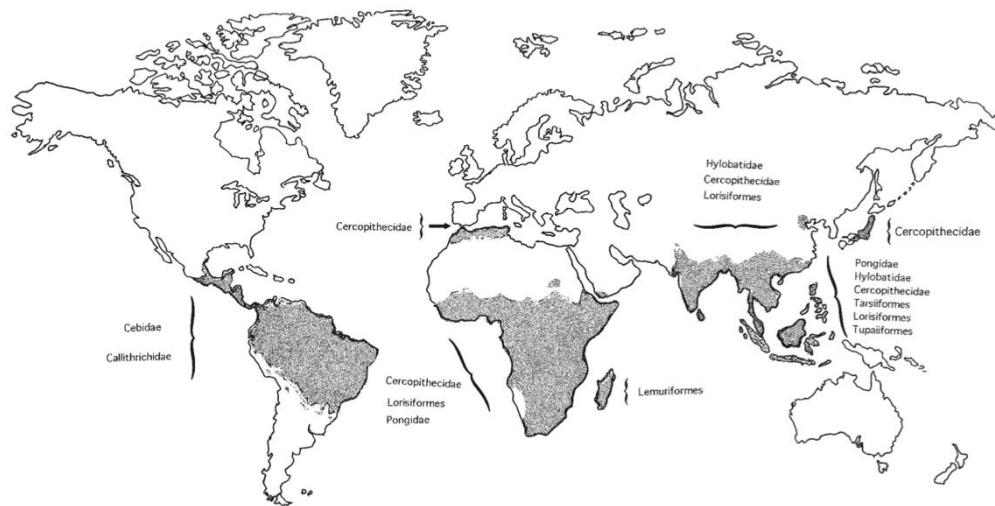 Hylobatidae
Cercopithecidae
Lorisiformes
Cercopithecidae
Cercopithecidae
Pongidae
Hylobatidae
Cercopithecidae
Tarsiiformes
Lorisiformes
Tupaiiformes
Cebidae
Callithrichidae
Cercopithecidae
Lorisiformes
Pongidae
Lemuriformes